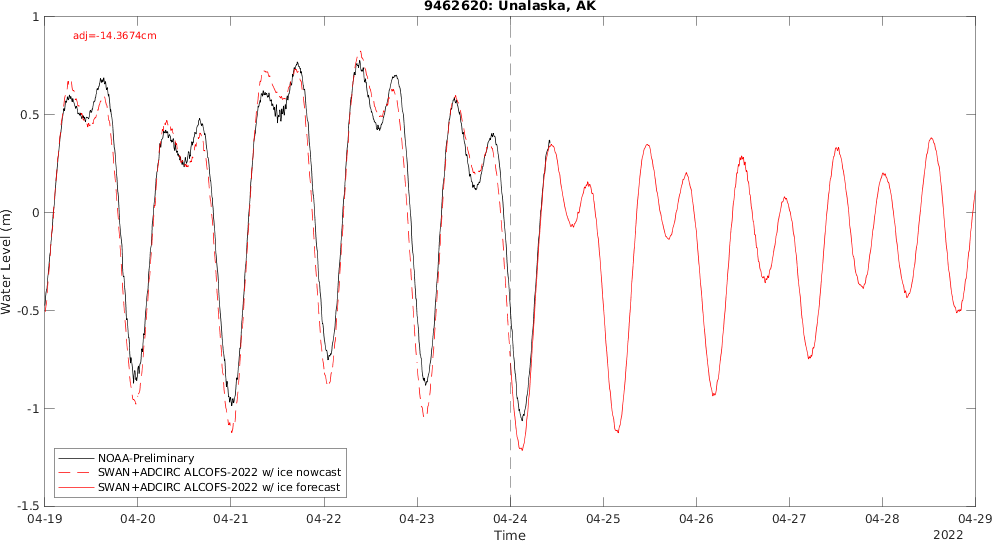 9462620: Unalaska, AK
adj=-14.3674cm
1
0.5
0
-0.5
-1
-1.5
Water Level (m)
NOAA-Preliminary
SWAN+ADCIRC ALCOFS-2022 w/ ice nowcast
SWAN+ADCIRC ALCOFS-2022 w/ ice forecast
04-19 04-20 04-21 04-22 04-23 04-24 04-25 04-26 04-27 04-28 04-29
Time
2022